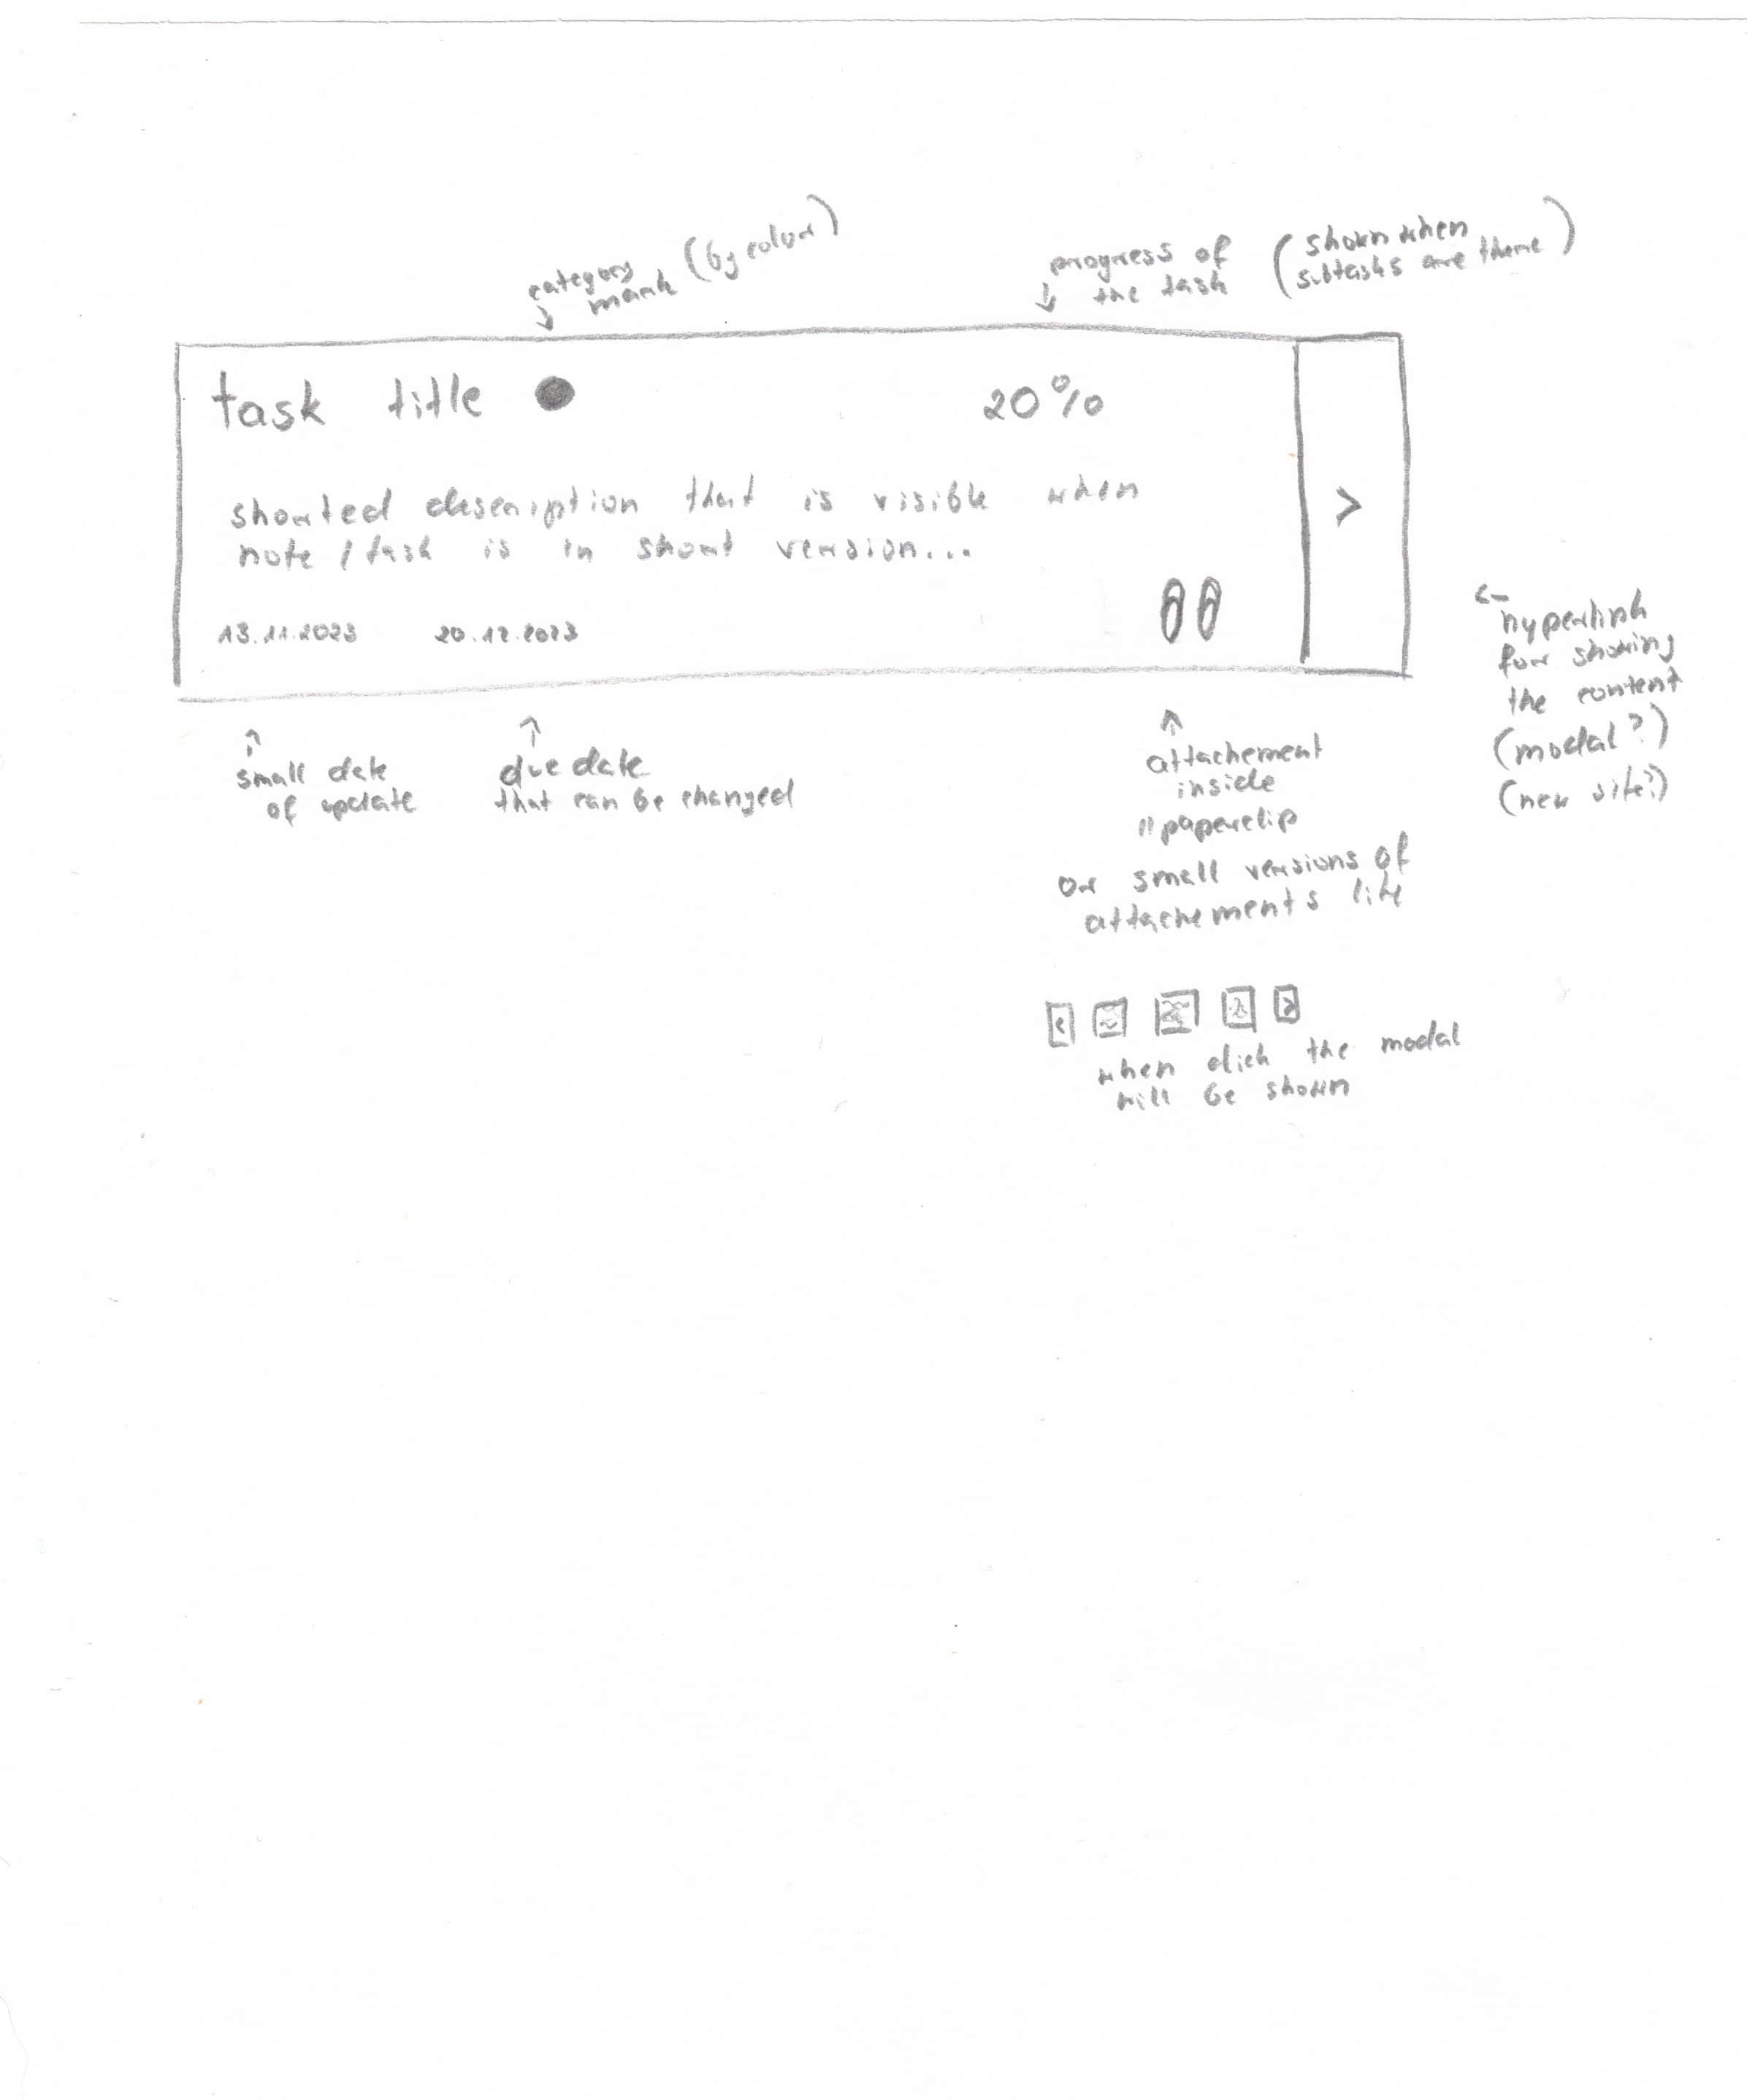 category
mark (by colour)
progress of
the task
(shown when
subtasks are there)
task title
20%
>
shorted description that is visible when
note / task is in short version...
13.11.2023
20.12.2023
small date
of update
due date
that can be changed
attachement
inside
"paperclip
or small versions of
attachements like
<- hyperlink
for showing
the content
(modal?)
(new site?)
< >
when click the modal
will be shown